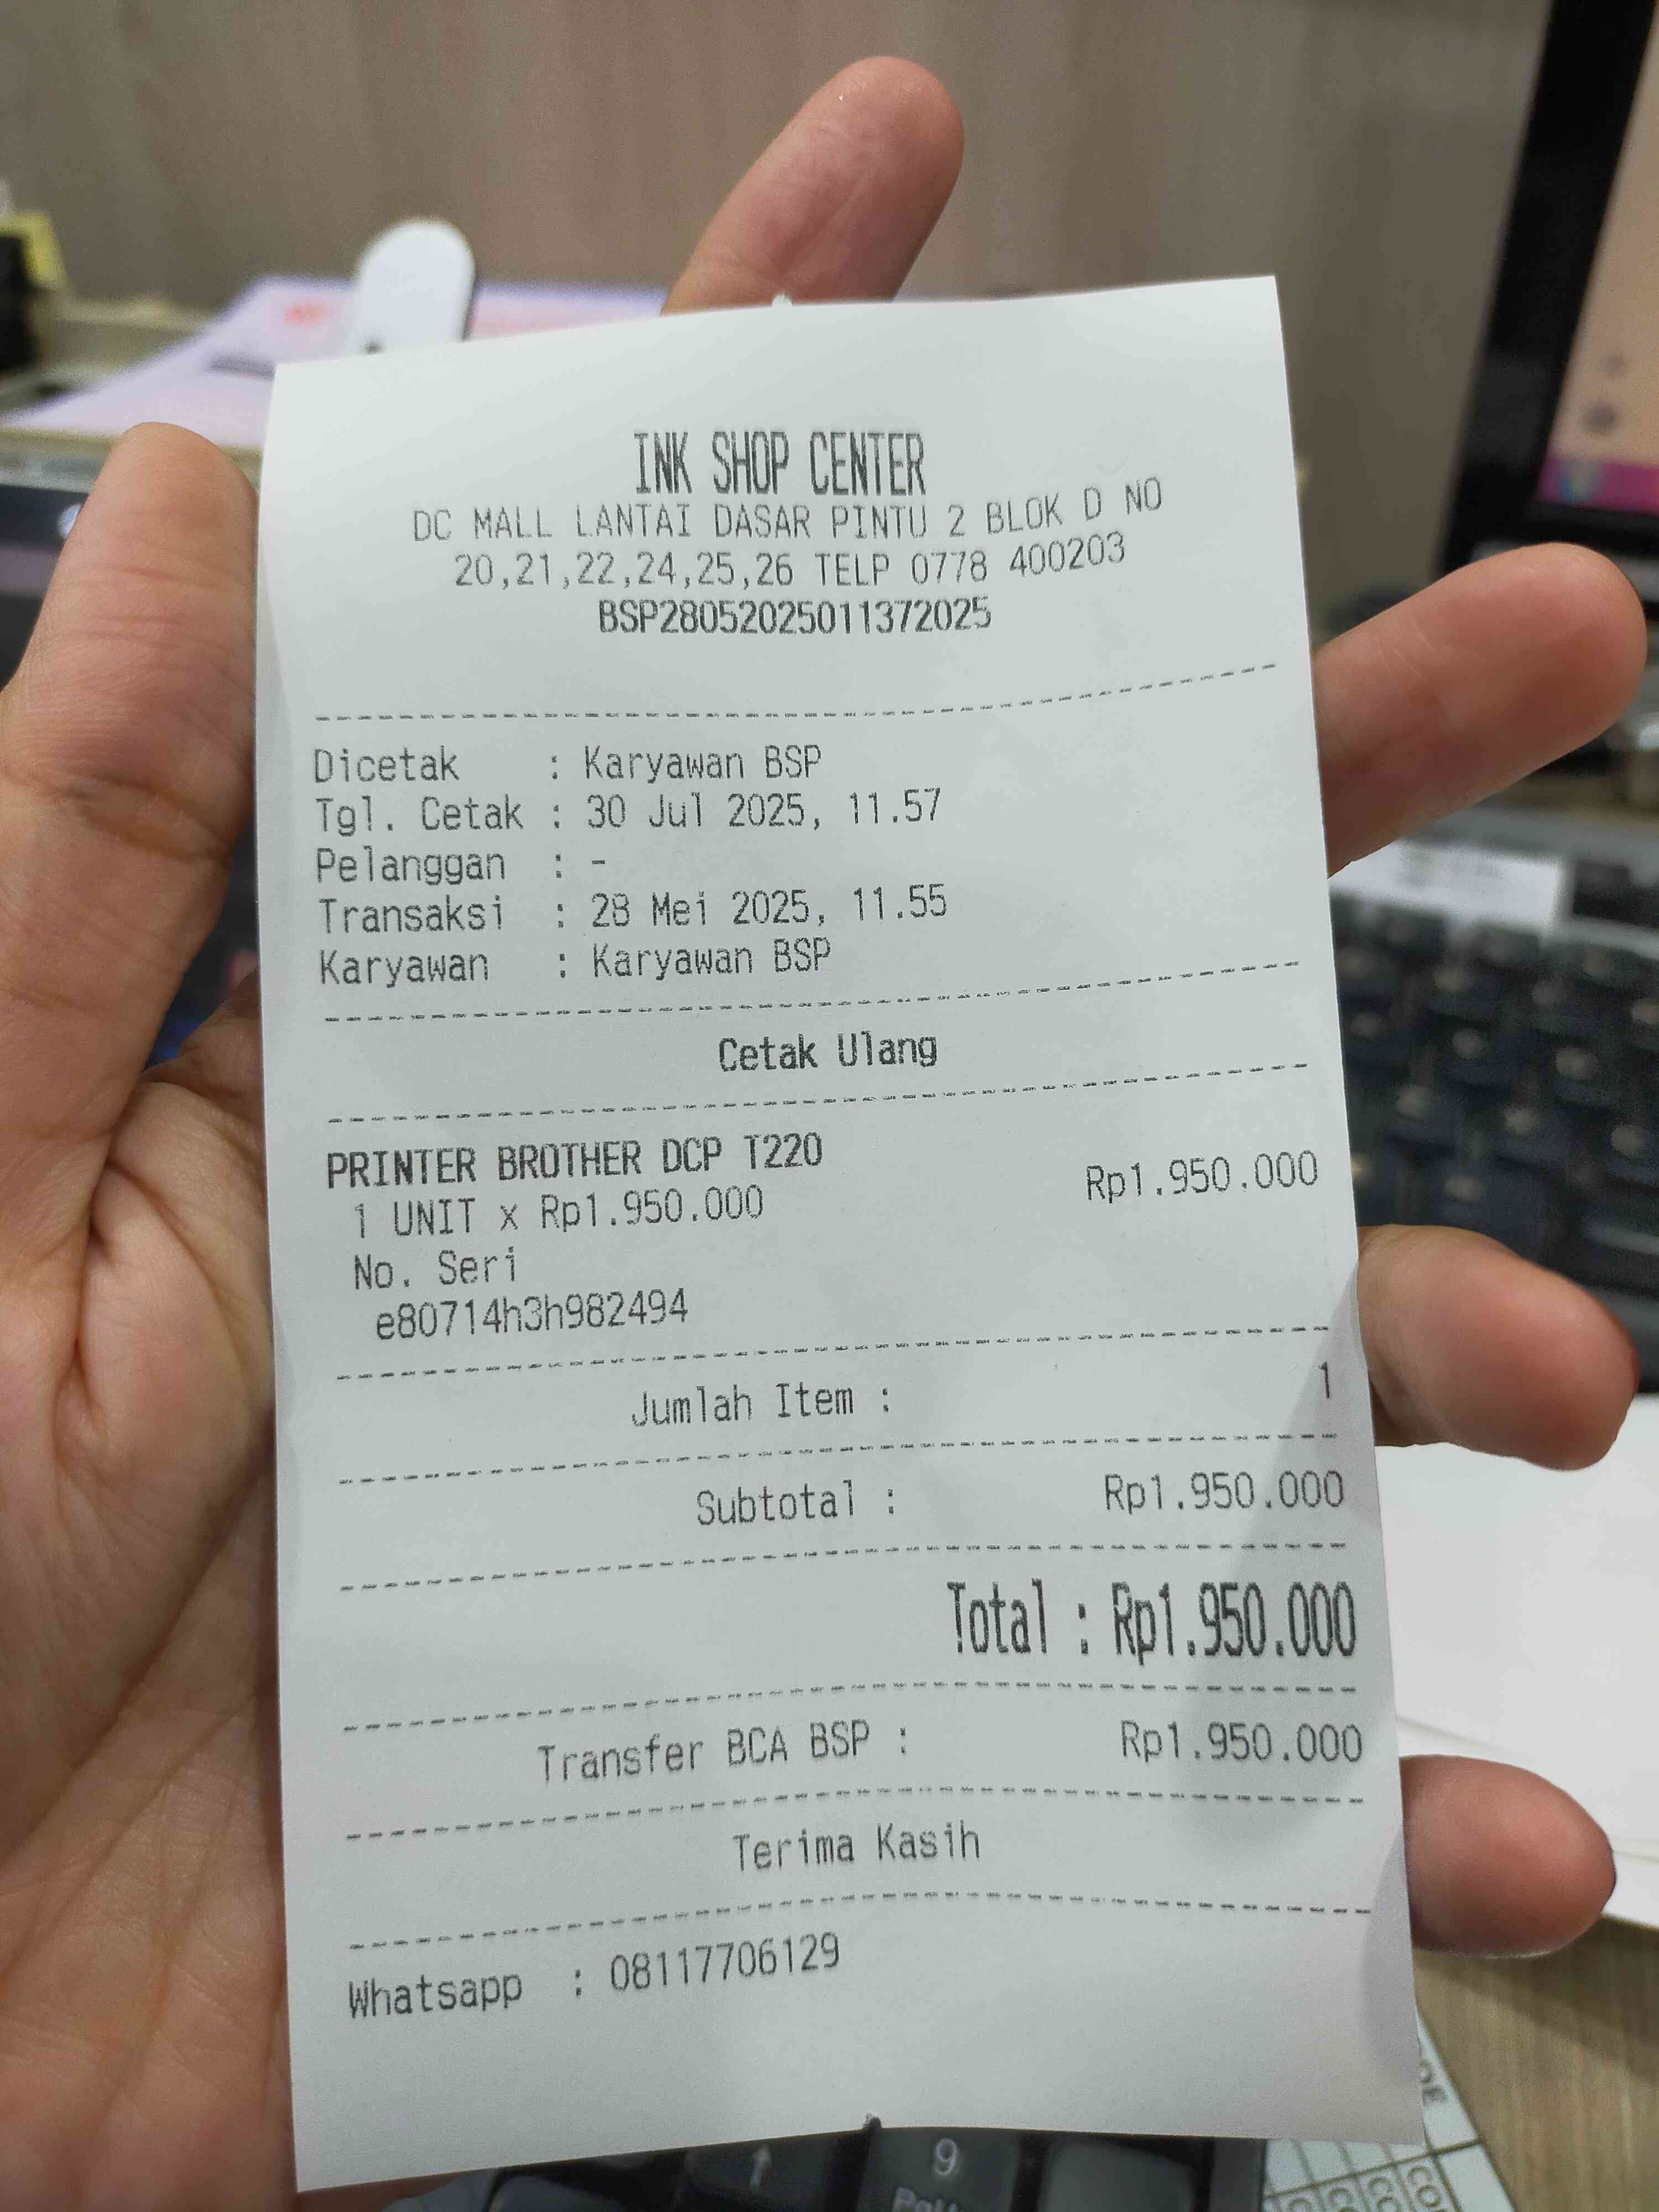 INK SHOP CENTER
DC MALL LANTAI DASAR PINTU 2 BLOK D NO
20,21,22,24,25,26 TELP 0778 400203
BSP28052025011372025
Dicetak : Karyawan BSP
Tgl. Cetak : 30 Jul 2025, 11.57
Pelanggan : -
Transaksi : 28 Mei 2025, 11.55
Karyawan : Karyawan BSP
Cetak Ulang
PRINTER BROTHER DCP T220
1 UNIT x Rp1.950.000 Rp1.950.000
No. Seri
e80714h3h982494
Jumlah Item : 1
Subtotal : Rp1.950.000
Total : Rp1.950.000
Transfer BCA BSP : Rp1.950.000
Terima Kasih
Whatsapp : 08117706129
9